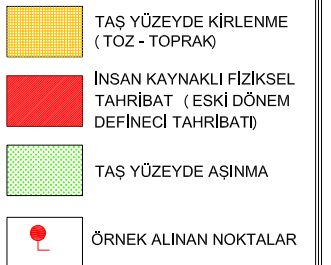 TAŞ YÜZEYDE KİRLENME
( TOZ - TOPRAK)
İNSAN KAYNAKLI FİZİKSEL
TAHRİBAT ( ESKİ DÖNEM
DEFİNECİ TAHRİBATI)
TAŞ YÜZEYDE AŞINMA
ÖRNEK ALINAN NOKTALAR